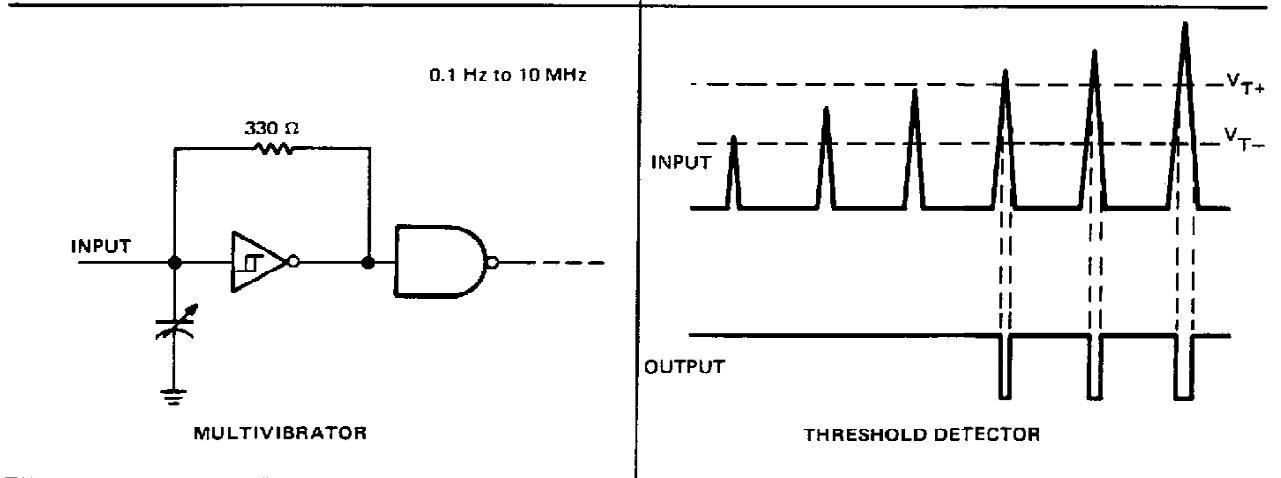 0.1 Hz to 10 MHz
330 Ω
INPUT
MULTIVIBRATOR
VT+
VT−
INPUT
OUTPUT
THRESHOLD DETECTOR